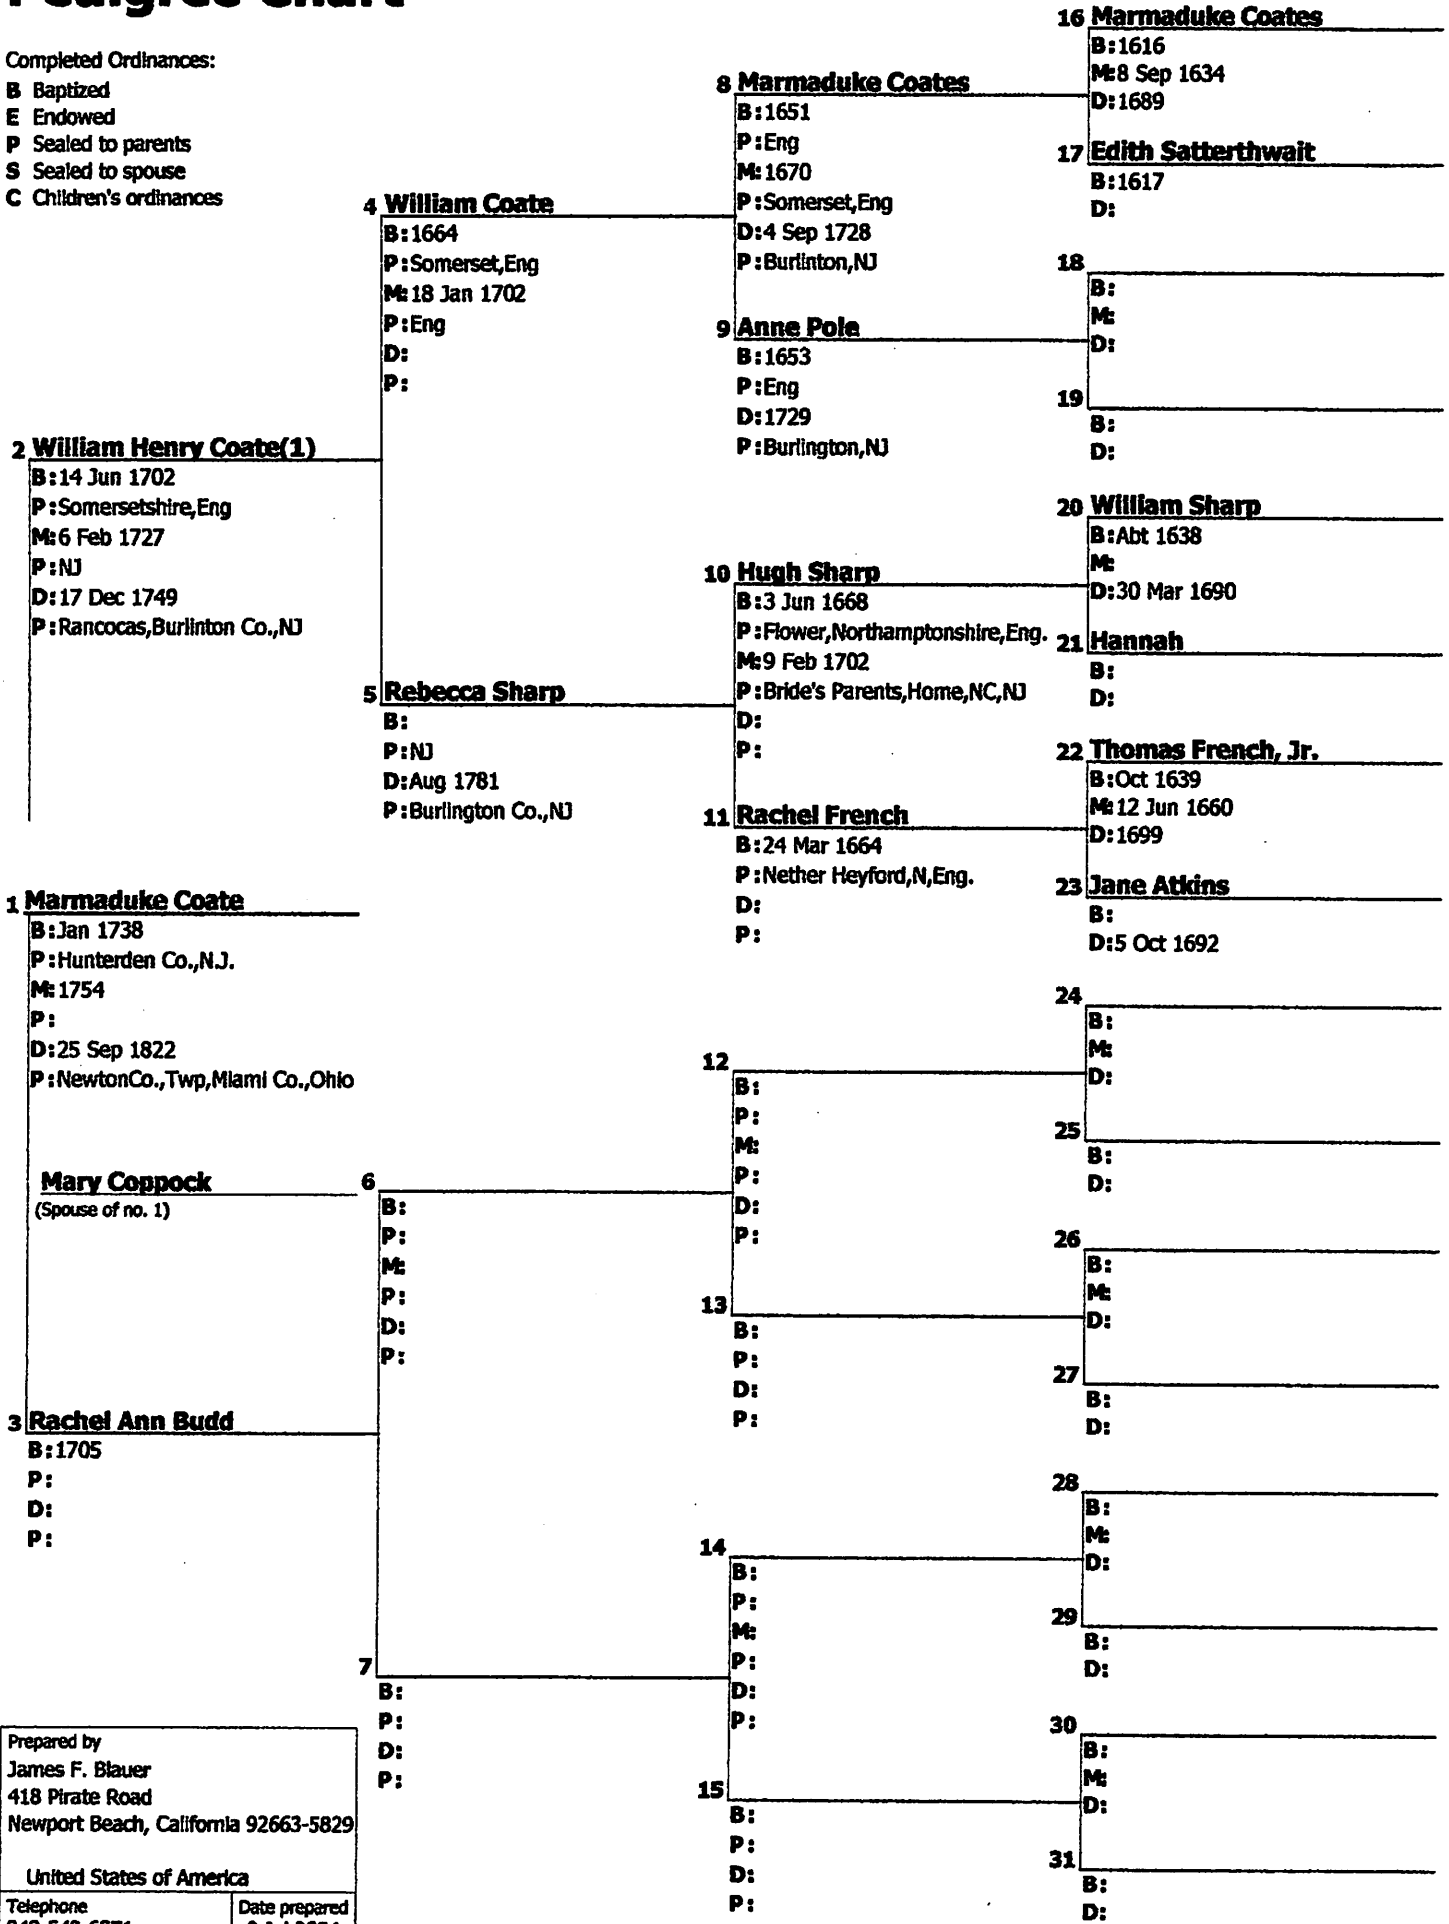 Pedigree Chart
Completed Ordinances:
B Baptized
E Endowed
P Sealed to parents
S Sealed to spouse
C Children's ordinances
2 William Henry Coate(1)
B:14 Jun 1702
P:Somersetshire,Eng
M:6 Feb 1727
P:NJ
D:17 Dec 1749
P:Rancocas,Burlinton Co.,NJ
1 Marmaduke Coate
B:Jan 1738
P:Hunterden Co.,N.J.
M:1754
P:
D:25 Sep 1822
P:NewtonCo.,Twp,Miami Co.,Ohio
Mary Coppock
(Spouse of no. 1)
3 Rachel Ann Budd
B:1705
P:
D:
P:
Prepared by
James F. Blauer
418 Pirate Road
Newport Beach, California 92663-5829
United States of America
Telephone
Date prepared
4 William Coate
B:1664
P:Somerset,Eng
M:18 Jan 1702
P:Eng
D:
P:
5 Rebecca Sharp
B:
P:NJ
D:Aug 1781
P:Burlington Co.,NJ
6
B:
P:
M:
P:
D:
P:
7
B:
P:
D:
P:
8 Marmaduke Coates
B:1651
P:Eng
M:1670
P:Somerset,Eng
D:4 Sep 1728
P:Burlinton,NJ
9 Anne Pole
B:1653
P:Eng
D:1729
P:Burlington,NJ
10 Hugh Sharp
B:3 Jun 1668
P:Flower,Northamptonshire,Eng.
M:9 Feb 1702
P:Bride's Parents,Home,NC,NJ
D:
P:
11 Rachel French
B:24 Mar 1664
P:Nether Heyford,N,Eng.
D:
P:
12
B:
P:
M:
P:
D:
P:
13
B:
P:
D:
P:
14
B:
P:
M:
P:
D:
P:
15
B:
P:
D:
P:
16 Marmaduke Coates
B:1616
M:8 Sep 1634
D:1689
17 Edith Satterthwait
B:1617
D:
18
B:
M:
D:
19
B:
D:
20 William Sharp
B:Abt 1638
M:
D:30 Mar 1690
21 Hannah
B:
D:
22 Thomas French, Jr.
B:Oct 1639
M:12 Jun 1660
D:1699
23 Jane Atkins
B:
D:5 Oct 1692
24
B:
M:
D:
25
B:
D:
26
B:
M:
D:
27
B:
D:
28
B:
M:
D:
29
B:
D:
30
B:
M:
D:
31
B:
D: